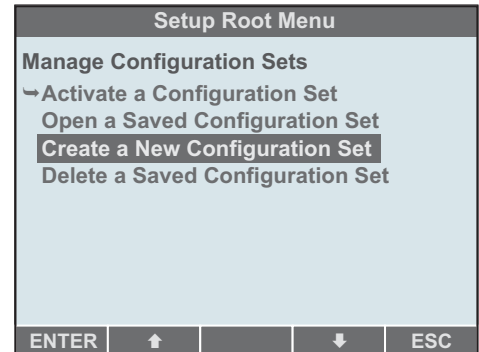 Setup Root Menu
Manage Configuration Sets
➥Activate a Configuration Set
Open a Saved Configuration Set
Create a New Configuration Set
Delete a Saved Configuration Set
ENTER ⬆ ⬇ ESC